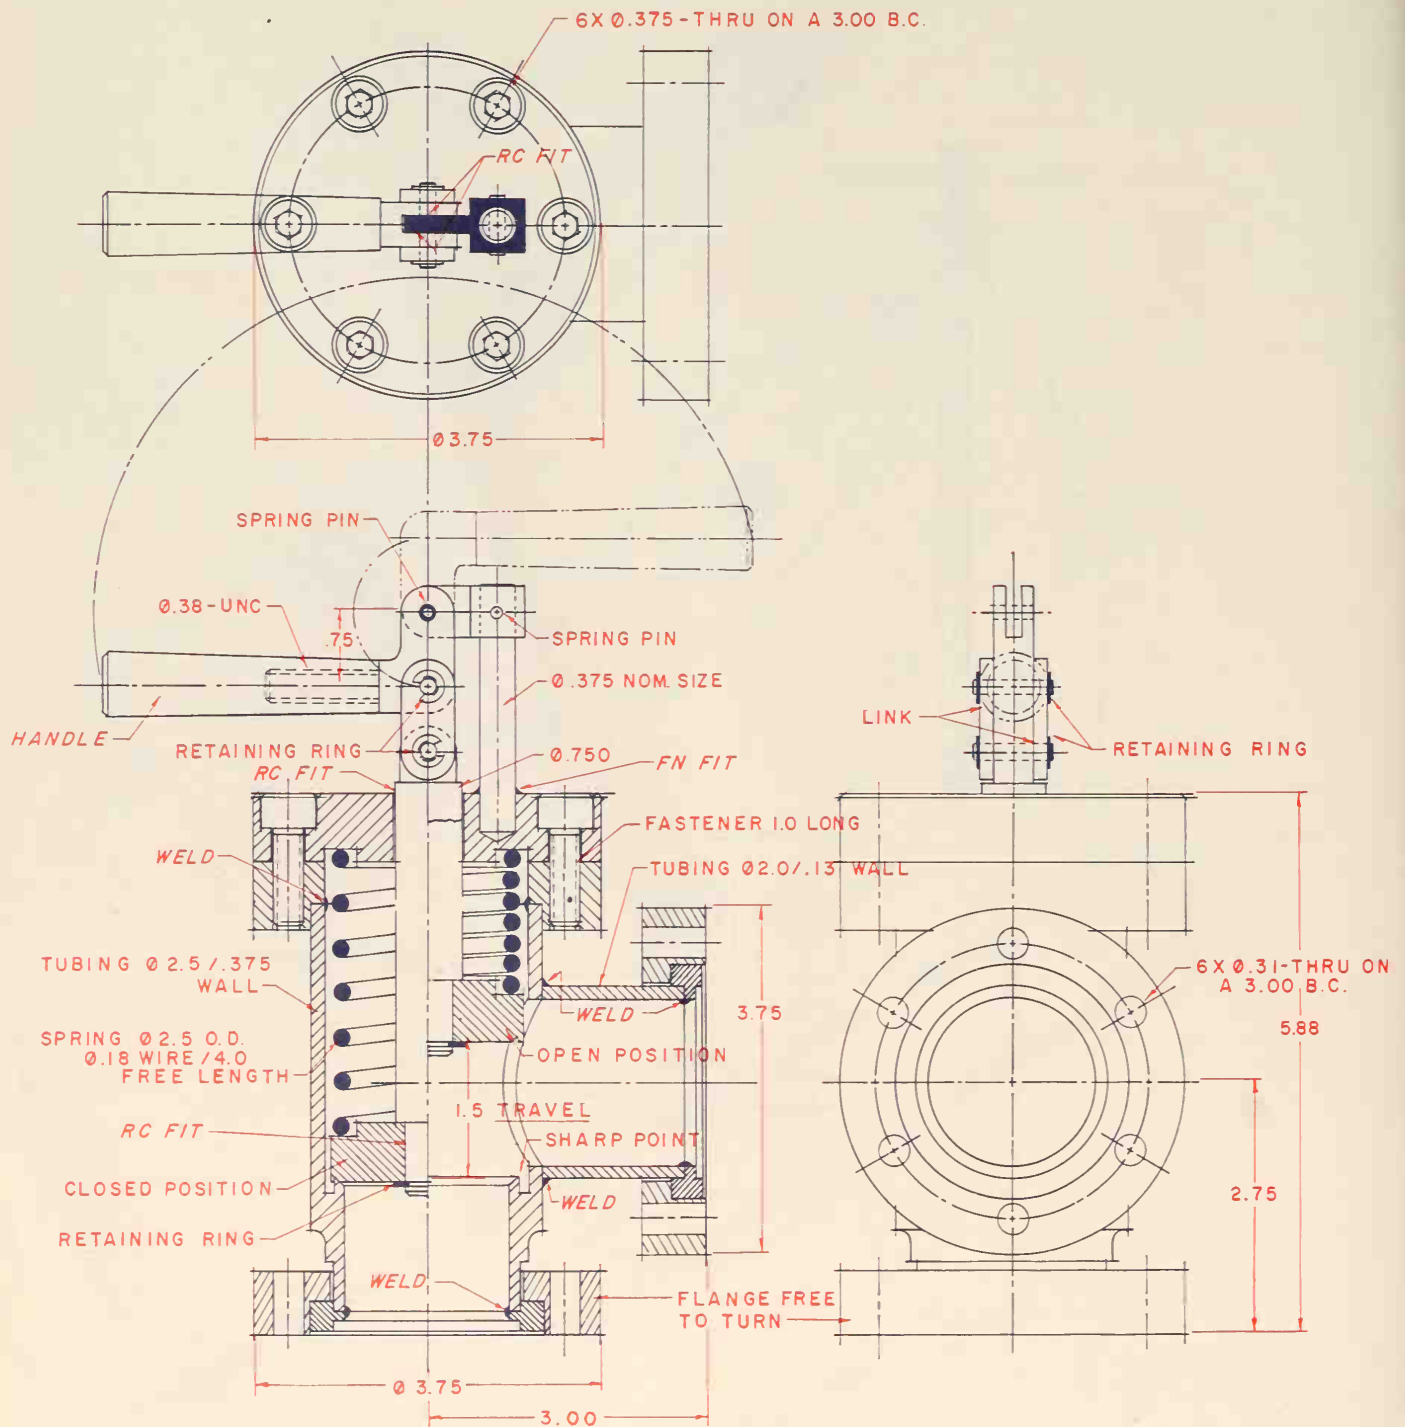 6X Ø.375-THRU ON A 3.00 B.C.
RC FIT
Ø3.75
SPRING PIN
Ø.38-UNC
.75
SPRING PIN
Ø.375 NOM. SIZE
HANDLE
RETAINING RING
RC FIT
Ø.750
FN FIT
LINK
RETAINING RING
FASTENER 1.0 LONG
WELD
TUBING Ø2.0/.13 WALL
TUBING Ø2.5/.375
WALL
SPRING Ø2.5 O.D.
Ø.18 WIRE/4.0
FREE LENGTH
WELD
3.75
OPEN POSITION
6X Ø.31-THRU ON
A 3.00 B.C.
5.88
1.5 TRAVEL
RC FIT
SHARP POINT
CLOSED POSITION
WELD
2.75
RETAINING RING
WELD
FLANGE FREE
TO TURN
Ø3.75
3.00